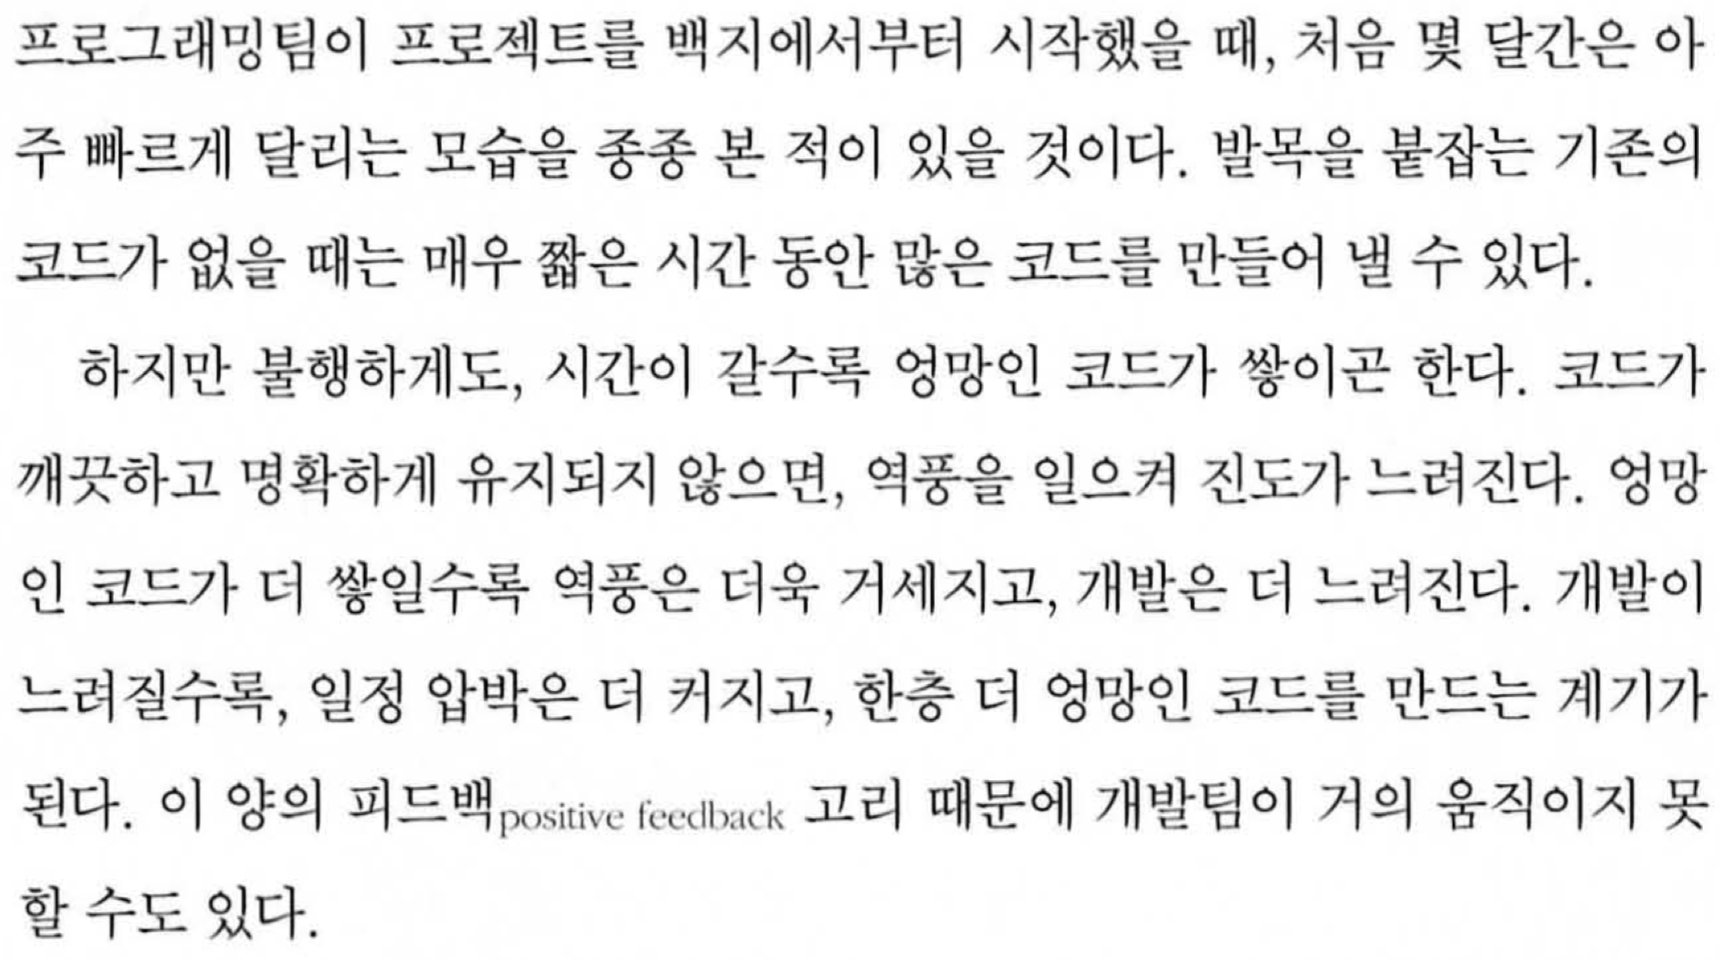 프로그래밍팀이 프로젝트를 백지에서부터 시작했을 때, 처음 몇 달간은 아
주 빠르게 달리는 모습을 종종 본 적이 있을 것이다. 발목을 붙잡는 기존의
코드가 없을 때는 매우 짧은 시간 동안 많은 코드를 만들어 낼 수 있다.
하지만 불행하게도, 시간이 갈수록 엉망인 코드가 쌓이곤 한다. 코드가
깨끗하고 명확하게 유지되지 않으면, 역풍을 일으켜 진도가 느려진다. 엉망
인 코드가 더 쌓일수록 역풍은 더욱 거세지고, 개발은 더 느려진다. 개발이
느려질수록, 일정 압박은 더 커지고, 한층 더 엉망인 코드를 만드는 계기가
된다. 이 양의 피드백positive feedback 고리 때문에 개발팀이 거의 움직이지 못
할 수도 있다.